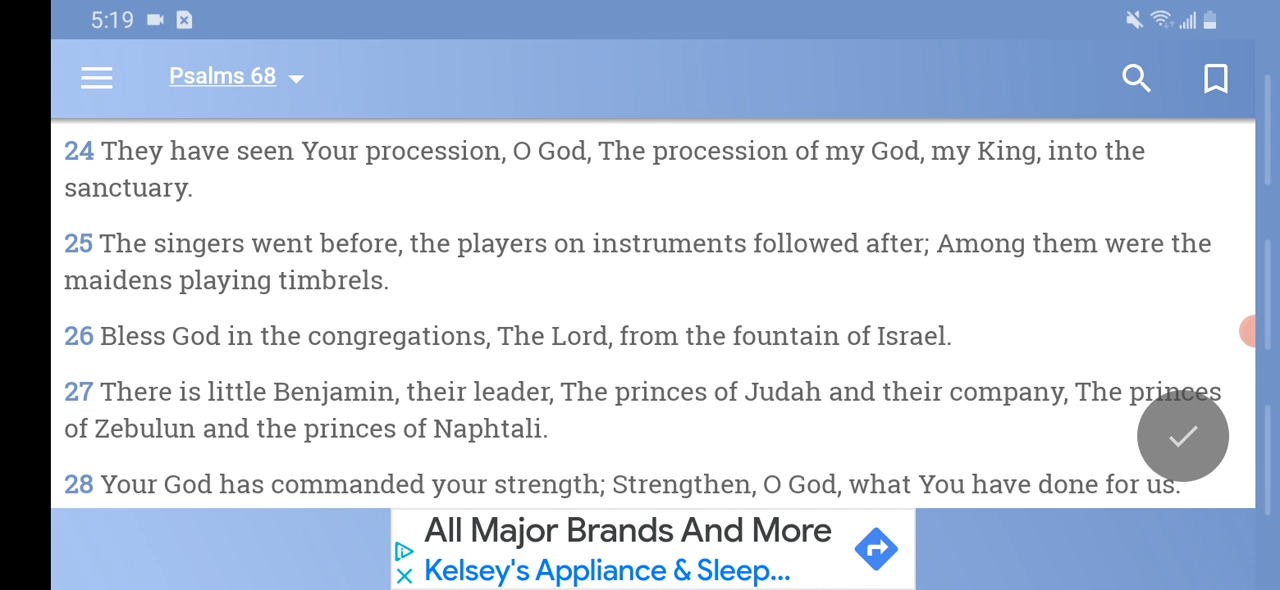 5:19
Psalms 68
24 They have seen Your procession, O God, The procession of my God, my King, into the
sanctuary.
25 The singers went before, the players on instruments followed after; Among them were the
maidens playing timbrels.
26 Bless God in the congregations, The Lord, from the fountain of Israel.
27 There is little Benjamin, their leader, The princes of Judah and their company, The princes
of Zebulun and the princes of Naphtali.
28 Your God has commanded your strength; Strengthen, O God, what You have done for us.
All Major Brands And More
Kelsey's Appliance & Sleep...